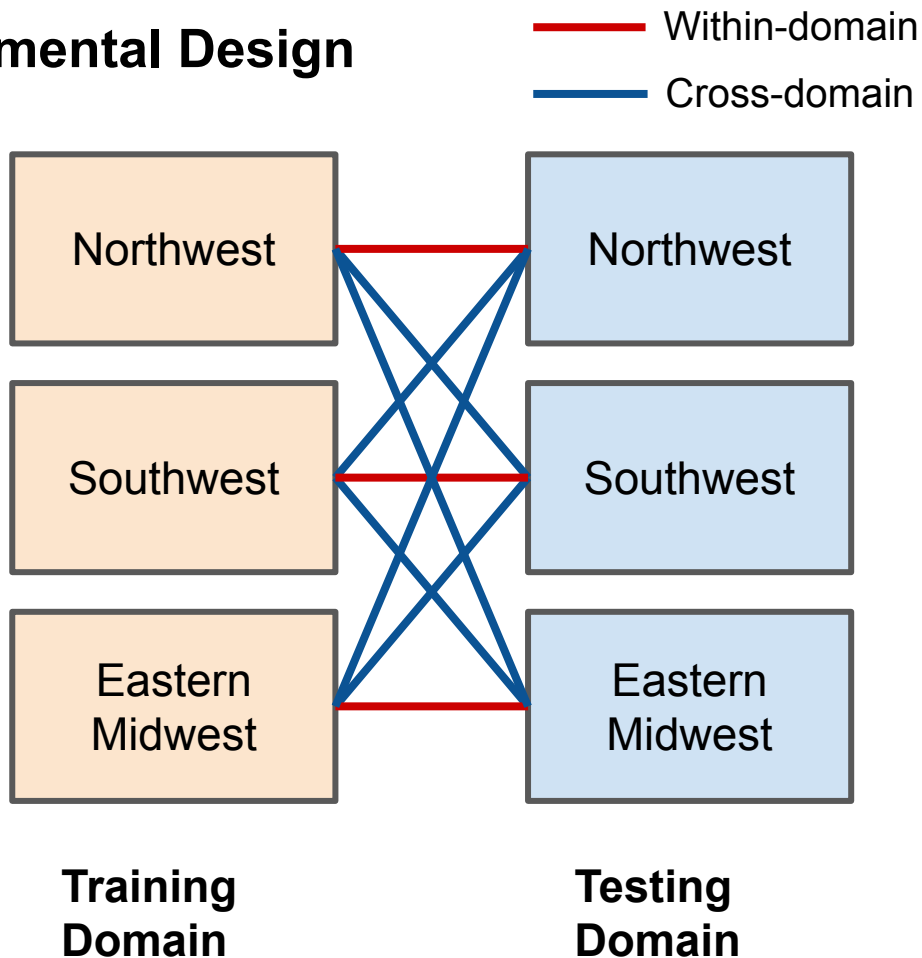 mental Design
Within-domain
Cross-domain
Northwest
Northwest
Southwest
Southwest
Eastern
Midwest
Eastern
Midwest
Training
Domain
Testing
Domain